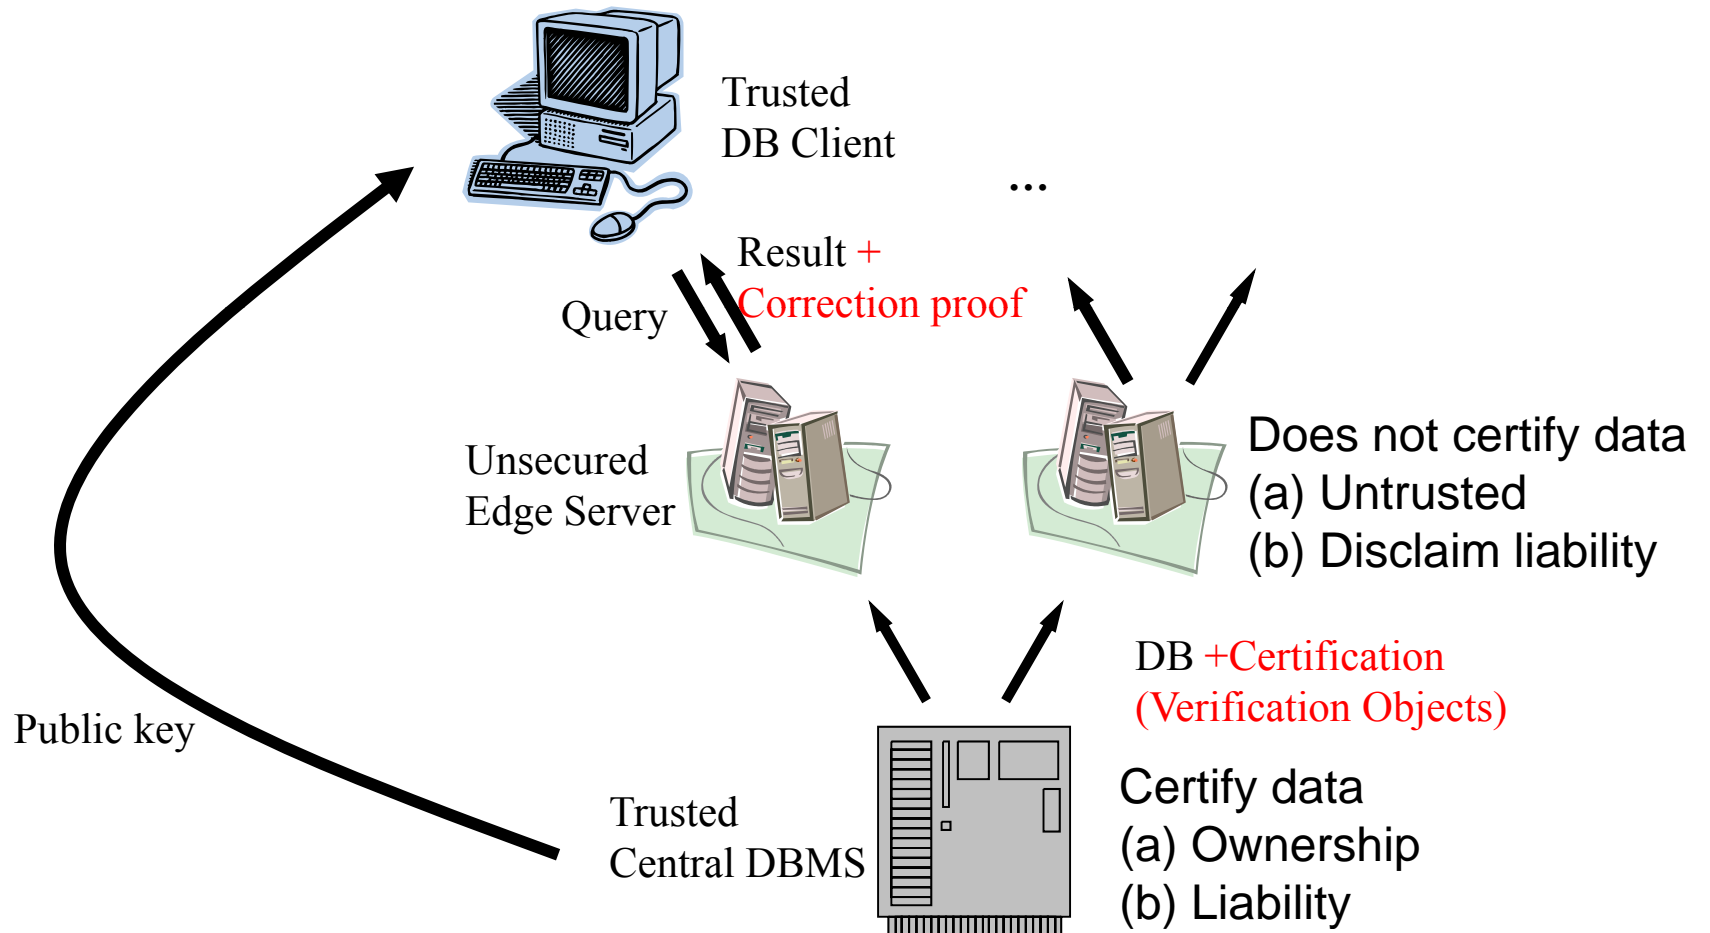 Trusted
DB Client
...
Result +
Correction proof
Query
Unsecured
Edge Server
Does not certify data
(a) Untrusted
(b) Disclaim liability
DB +Certification
(Verification Objects)
Public key
Trusted
Central DBMS
Certify data
(a) Ownership
(b) Liability